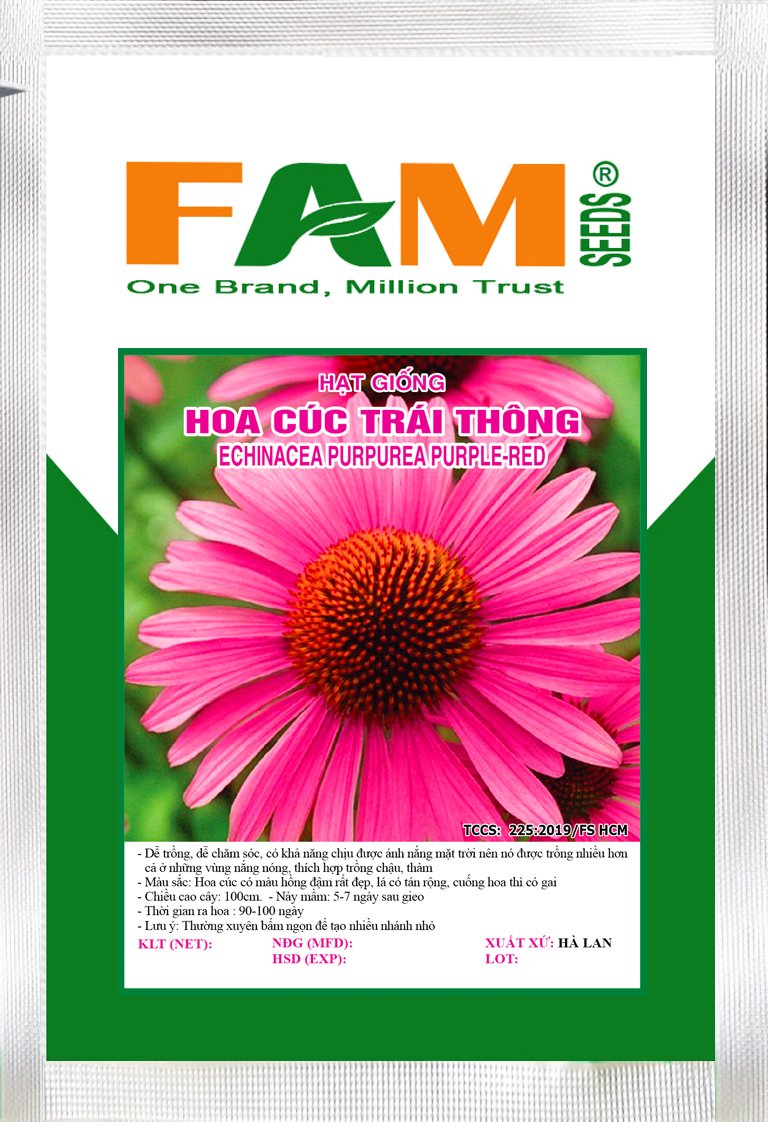 FAM SEEDS®
One Brand, Million Trust
HẠT GIỐNG
HOA CÚC TRÁI THÔNG
ECHINACEA PURPUREA PURPLE-RED
TCCS: 225:2019/FS HCM
- Dể trồng, dể chăm sóc, có khả năng chịu được ánh nắng mặt trời nên nó được trồng nhiều hơn
cả ở những vùng nắng nóng, thích hợp trồng chậu, thảm
- Màu sắc: Hoa cúc có màu hồng đậm rất đẹp, lá có tán rộng, cuống hoa thì có gai
- Chiều cao cây: 100cm. - Nảy mầm: 5-7 ngày sau gieo
- Thời gian ra hoa : 90-100 ngày
- Lưu ý: Thường xuyên bấm ngọn để tạo nhiều nhánh nhỏ
KLT (NET): NĐG (MFD): XUẤT XỨ: HÀ LAN
HSD (EXP): LOT: